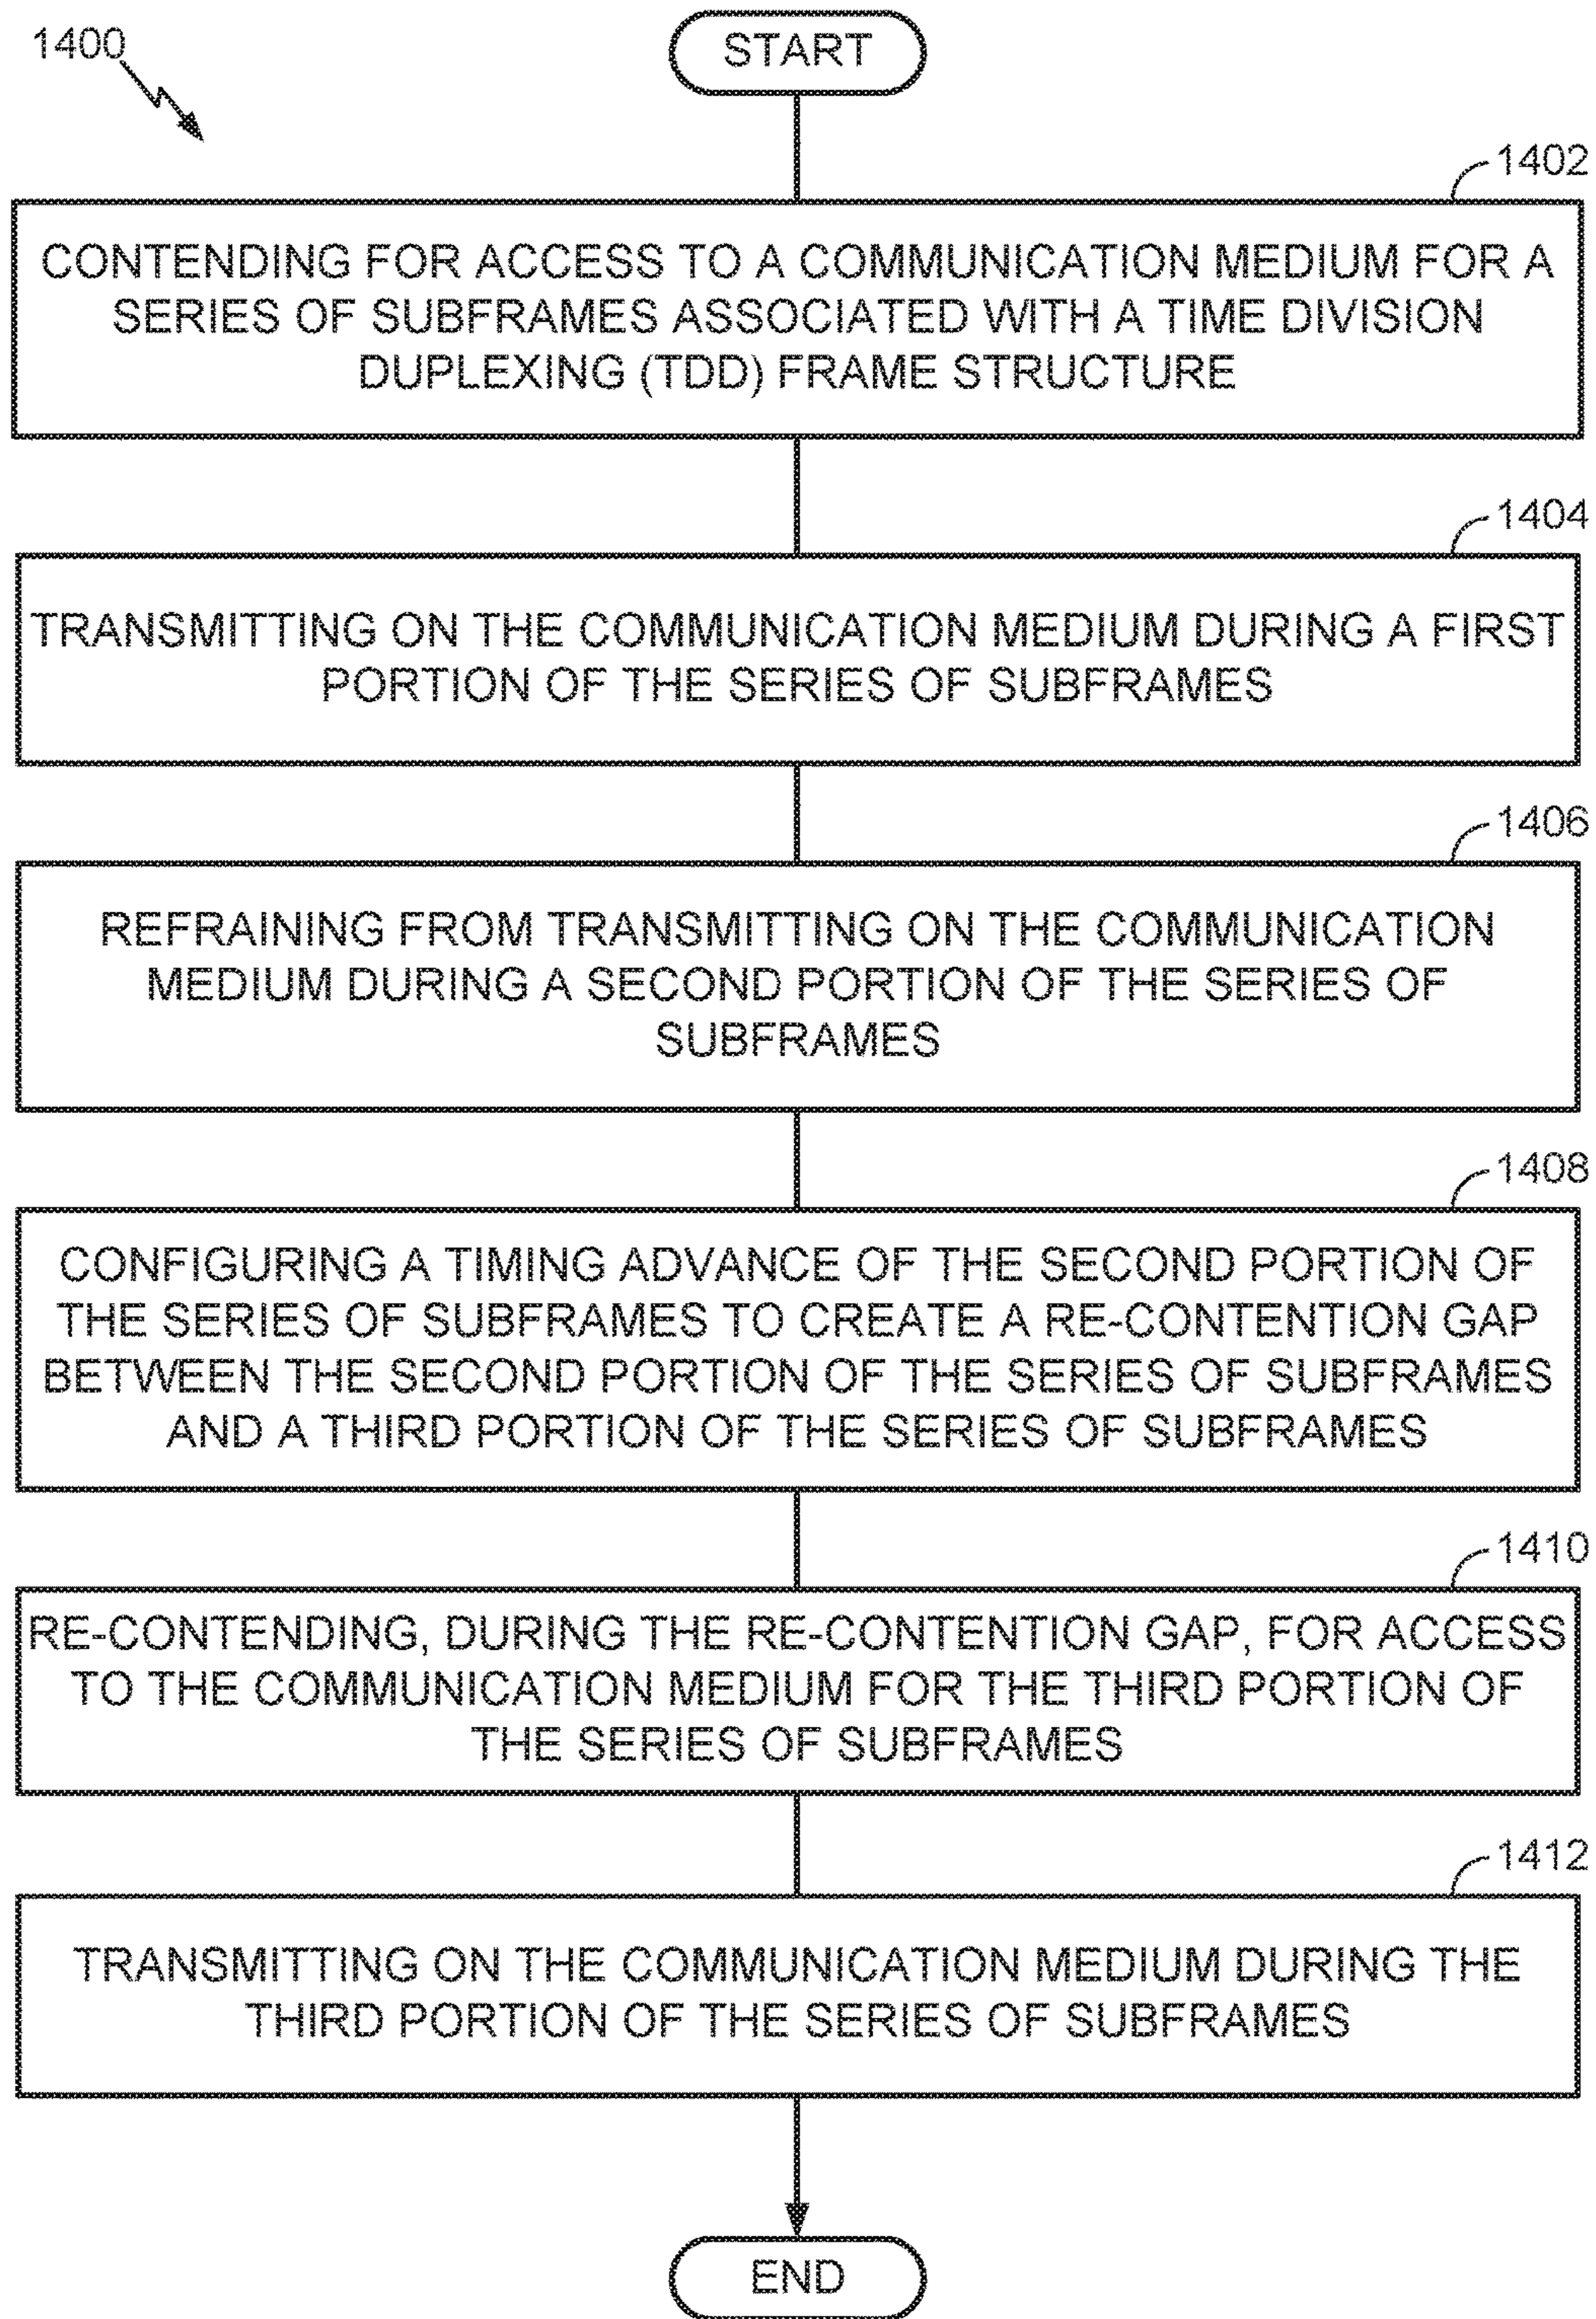 1400
START
1402
CONTENDING FOR ACCESS TO A COMMUNICATION MEDIUM FOR A
SERIES OF SUBFRAMES ASSOCIATED WITH A TIME DIVISION
DUPLEXING (TDD) FRAME STRUCTURE
1404
TRANSMITTING ON THE COMMUNICATION MEDIUM DURING A FIRST
PORTION OF THE SERIES OF SUBFRAMES
1406
REFRAINING FROM TRANSMITTING ON THE COMMUNICATION
MEDIUM DURING A SECOND PORTION OF THE SERIES OF
SUBFRAMES
1408
CONFIGURING A TIMING ADVANCE OF THE SECOND PORTION OF
THE SERIES OF SUBFRAMES TO CREATE A RE-CONTENTION GAP
BETWEEN THE SECOND PORTION OF THE SERIES OF SUBFRAMES
AND A THIRD PORTION OF THE SERIES OF SUBFRAMES
1410
RE-CONTENDING, DURING THE RE-CONTENTION GAP, FOR ACCESS
TO THE COMMUNICATION MEDIUM FOR THE THIRD PORTION OF
THE SERIES OF SUBFRAMES
1412
TRANSMITTING ON THE COMMUNICATION MEDIUM DURING THE
THIRD PORTION OF THE SERIES OF SUBFRAMES
END